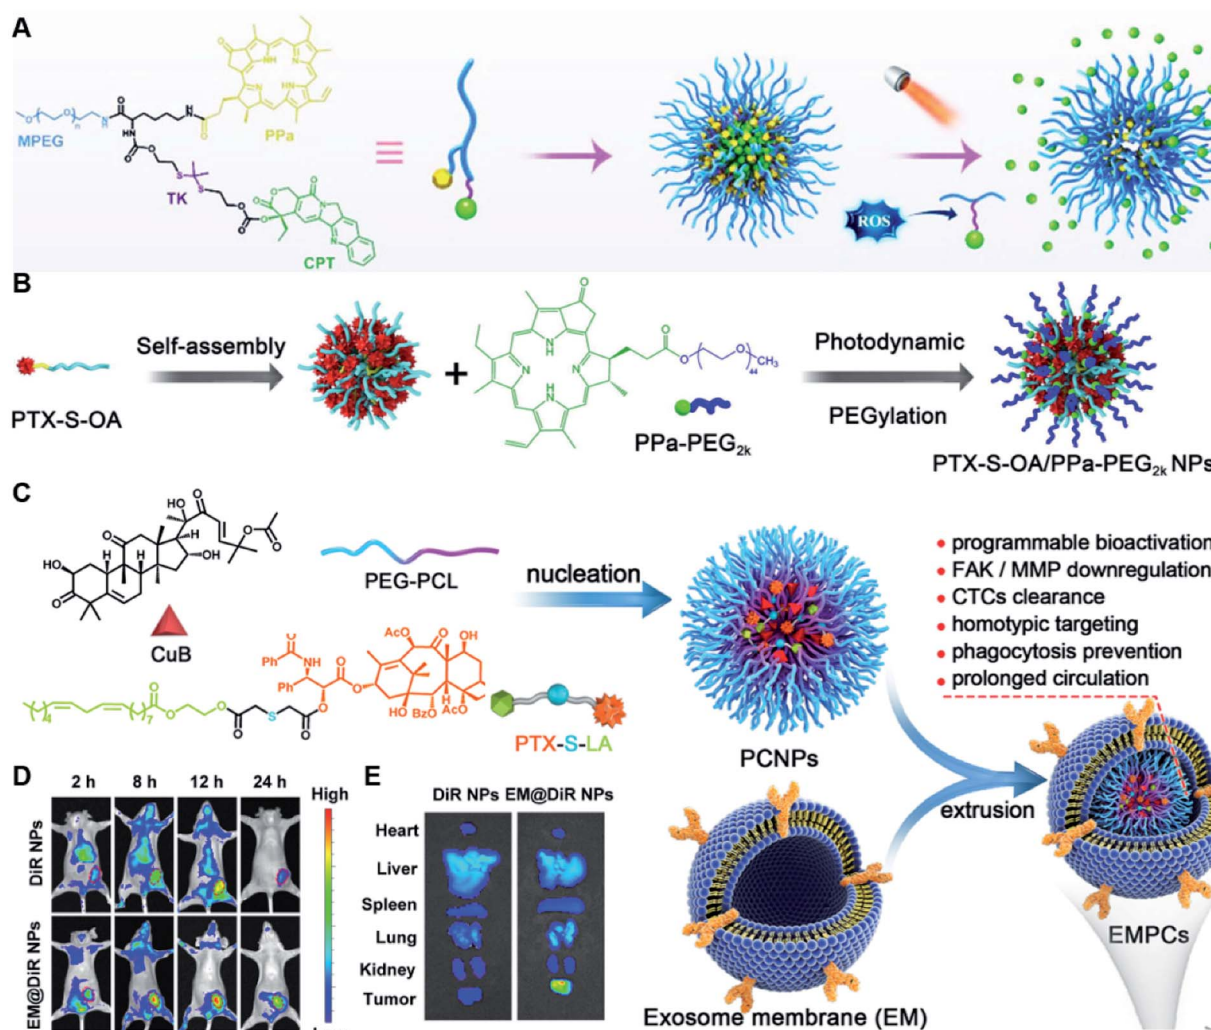 A
MPEG
PPa
TK
CPT
ROS
B
PTX-S-OA
Self-assembly
+
PPa-PEG2k
Photodynamic
PEGylation
PTX-S-OA/PPa-PEG2k NPs
C
CuB
PEG-PCL
nucleation
PTX-S-LA
PCNPs
• programmable bioactivation
• FAK / MMP downregulation
• CTCs clearance
• homotypic targeting
• phagocytosis prevention
• prolonged circulation
extrusion
Exosome membrane (EM)
EMPCs
D
2 h 8 h 12 h 24 h
High
DiR NPs
EM@DiR NPs
E
DiR NPs EM@DiR NPs
Heart
Liver
Spleen
Lung
Kidney
Tumor